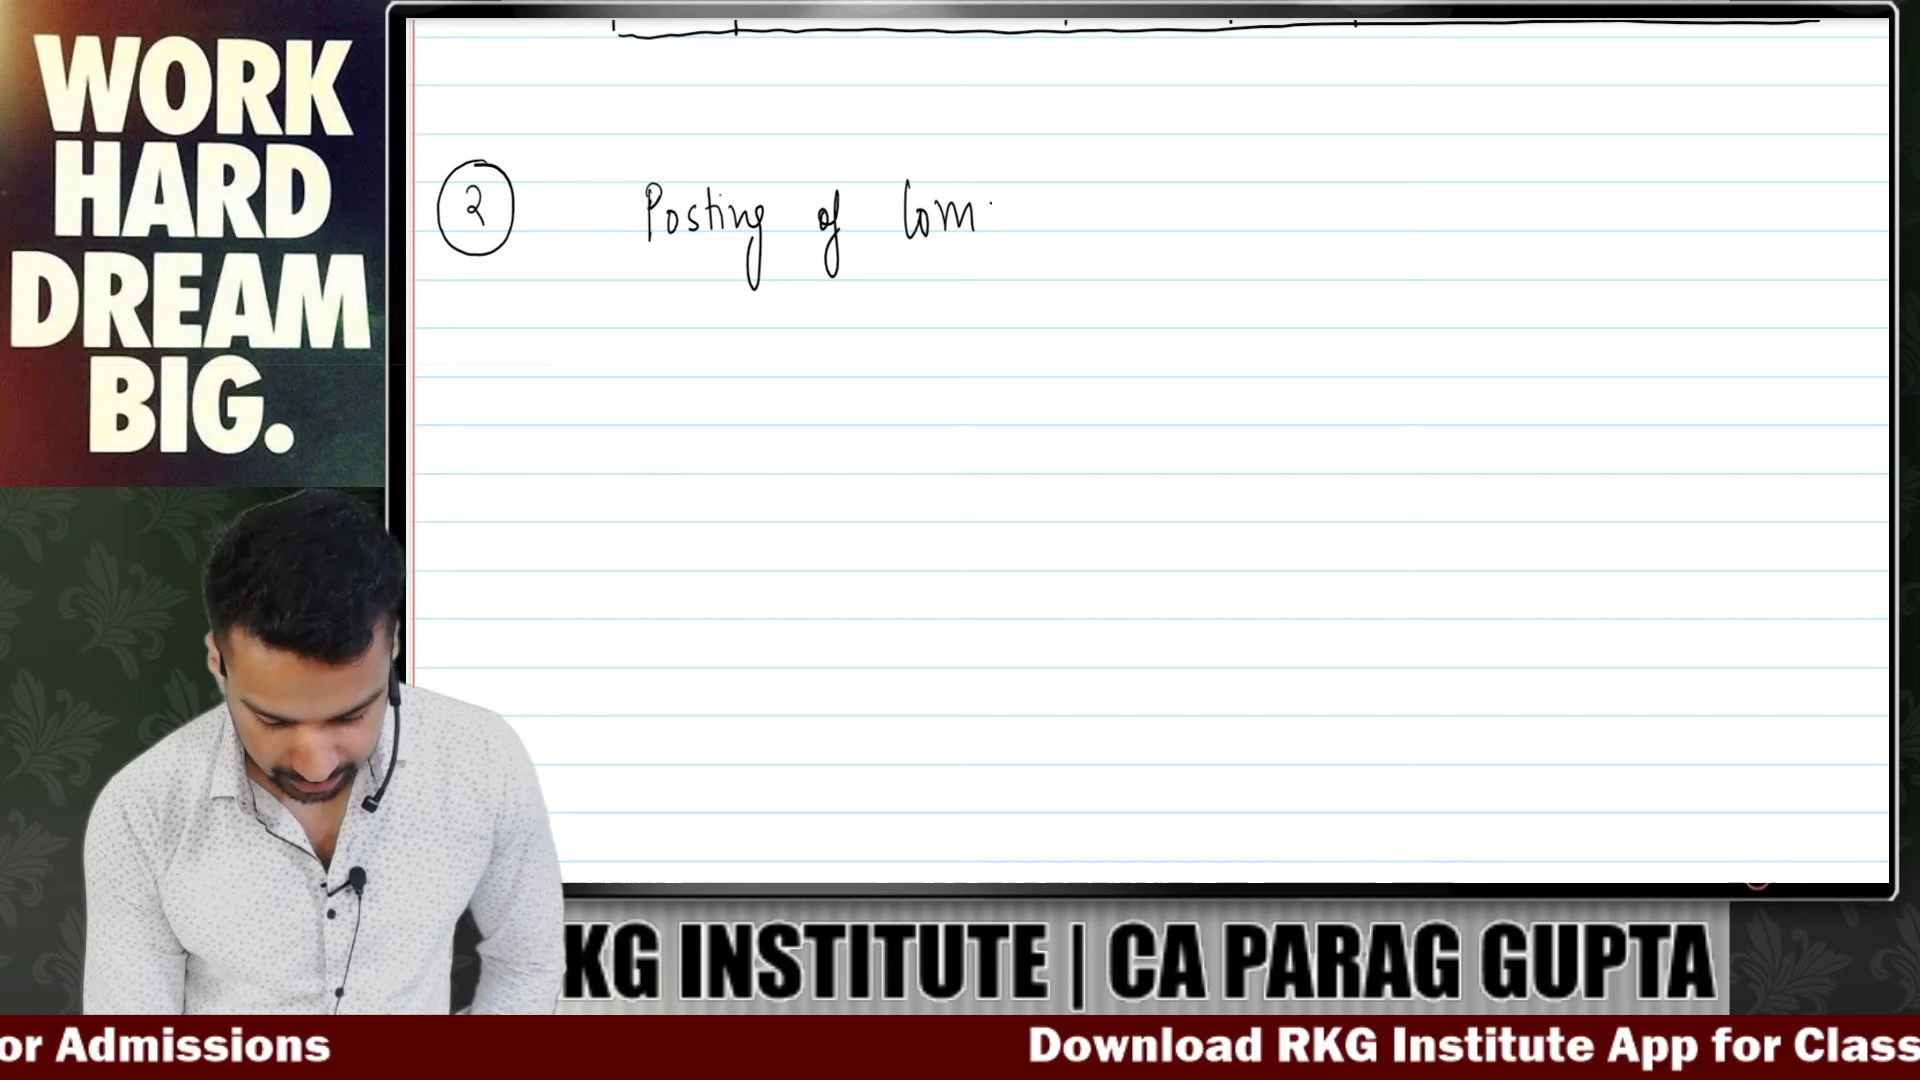 WORK
HARD
DREAM
BIG.
2 Posting of Com
KG INSTITUTE | CA PARAG GUPTA
or Admissions Download RKG Institute App for Class